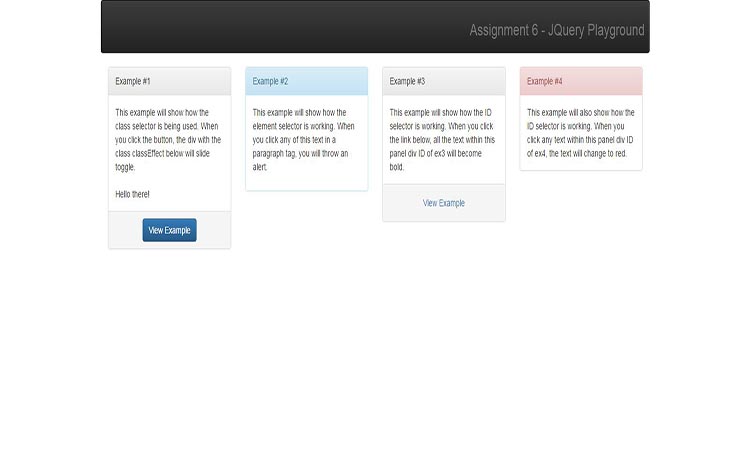 Assignment 6 - JQuery Playground
Example #1
This example will show how the
class selector is being used. When
you click the button, the div with the
class classEffect below will slide
toggle.
Hello there!
View Example
Example #2
This example will show how the
element selector is working. When
you click any of this text in a
paragraph tag, you will throw an
alert.
Example #3
This example will show how the ID
selector is working. When you click
the link below, all the text within this
panel div ID of ex3 will become
bold.
View Example
Example #4
This example will also show how the
ID selector is working. When you
click any text within this panel div ID
of ex4, the text will change to red.